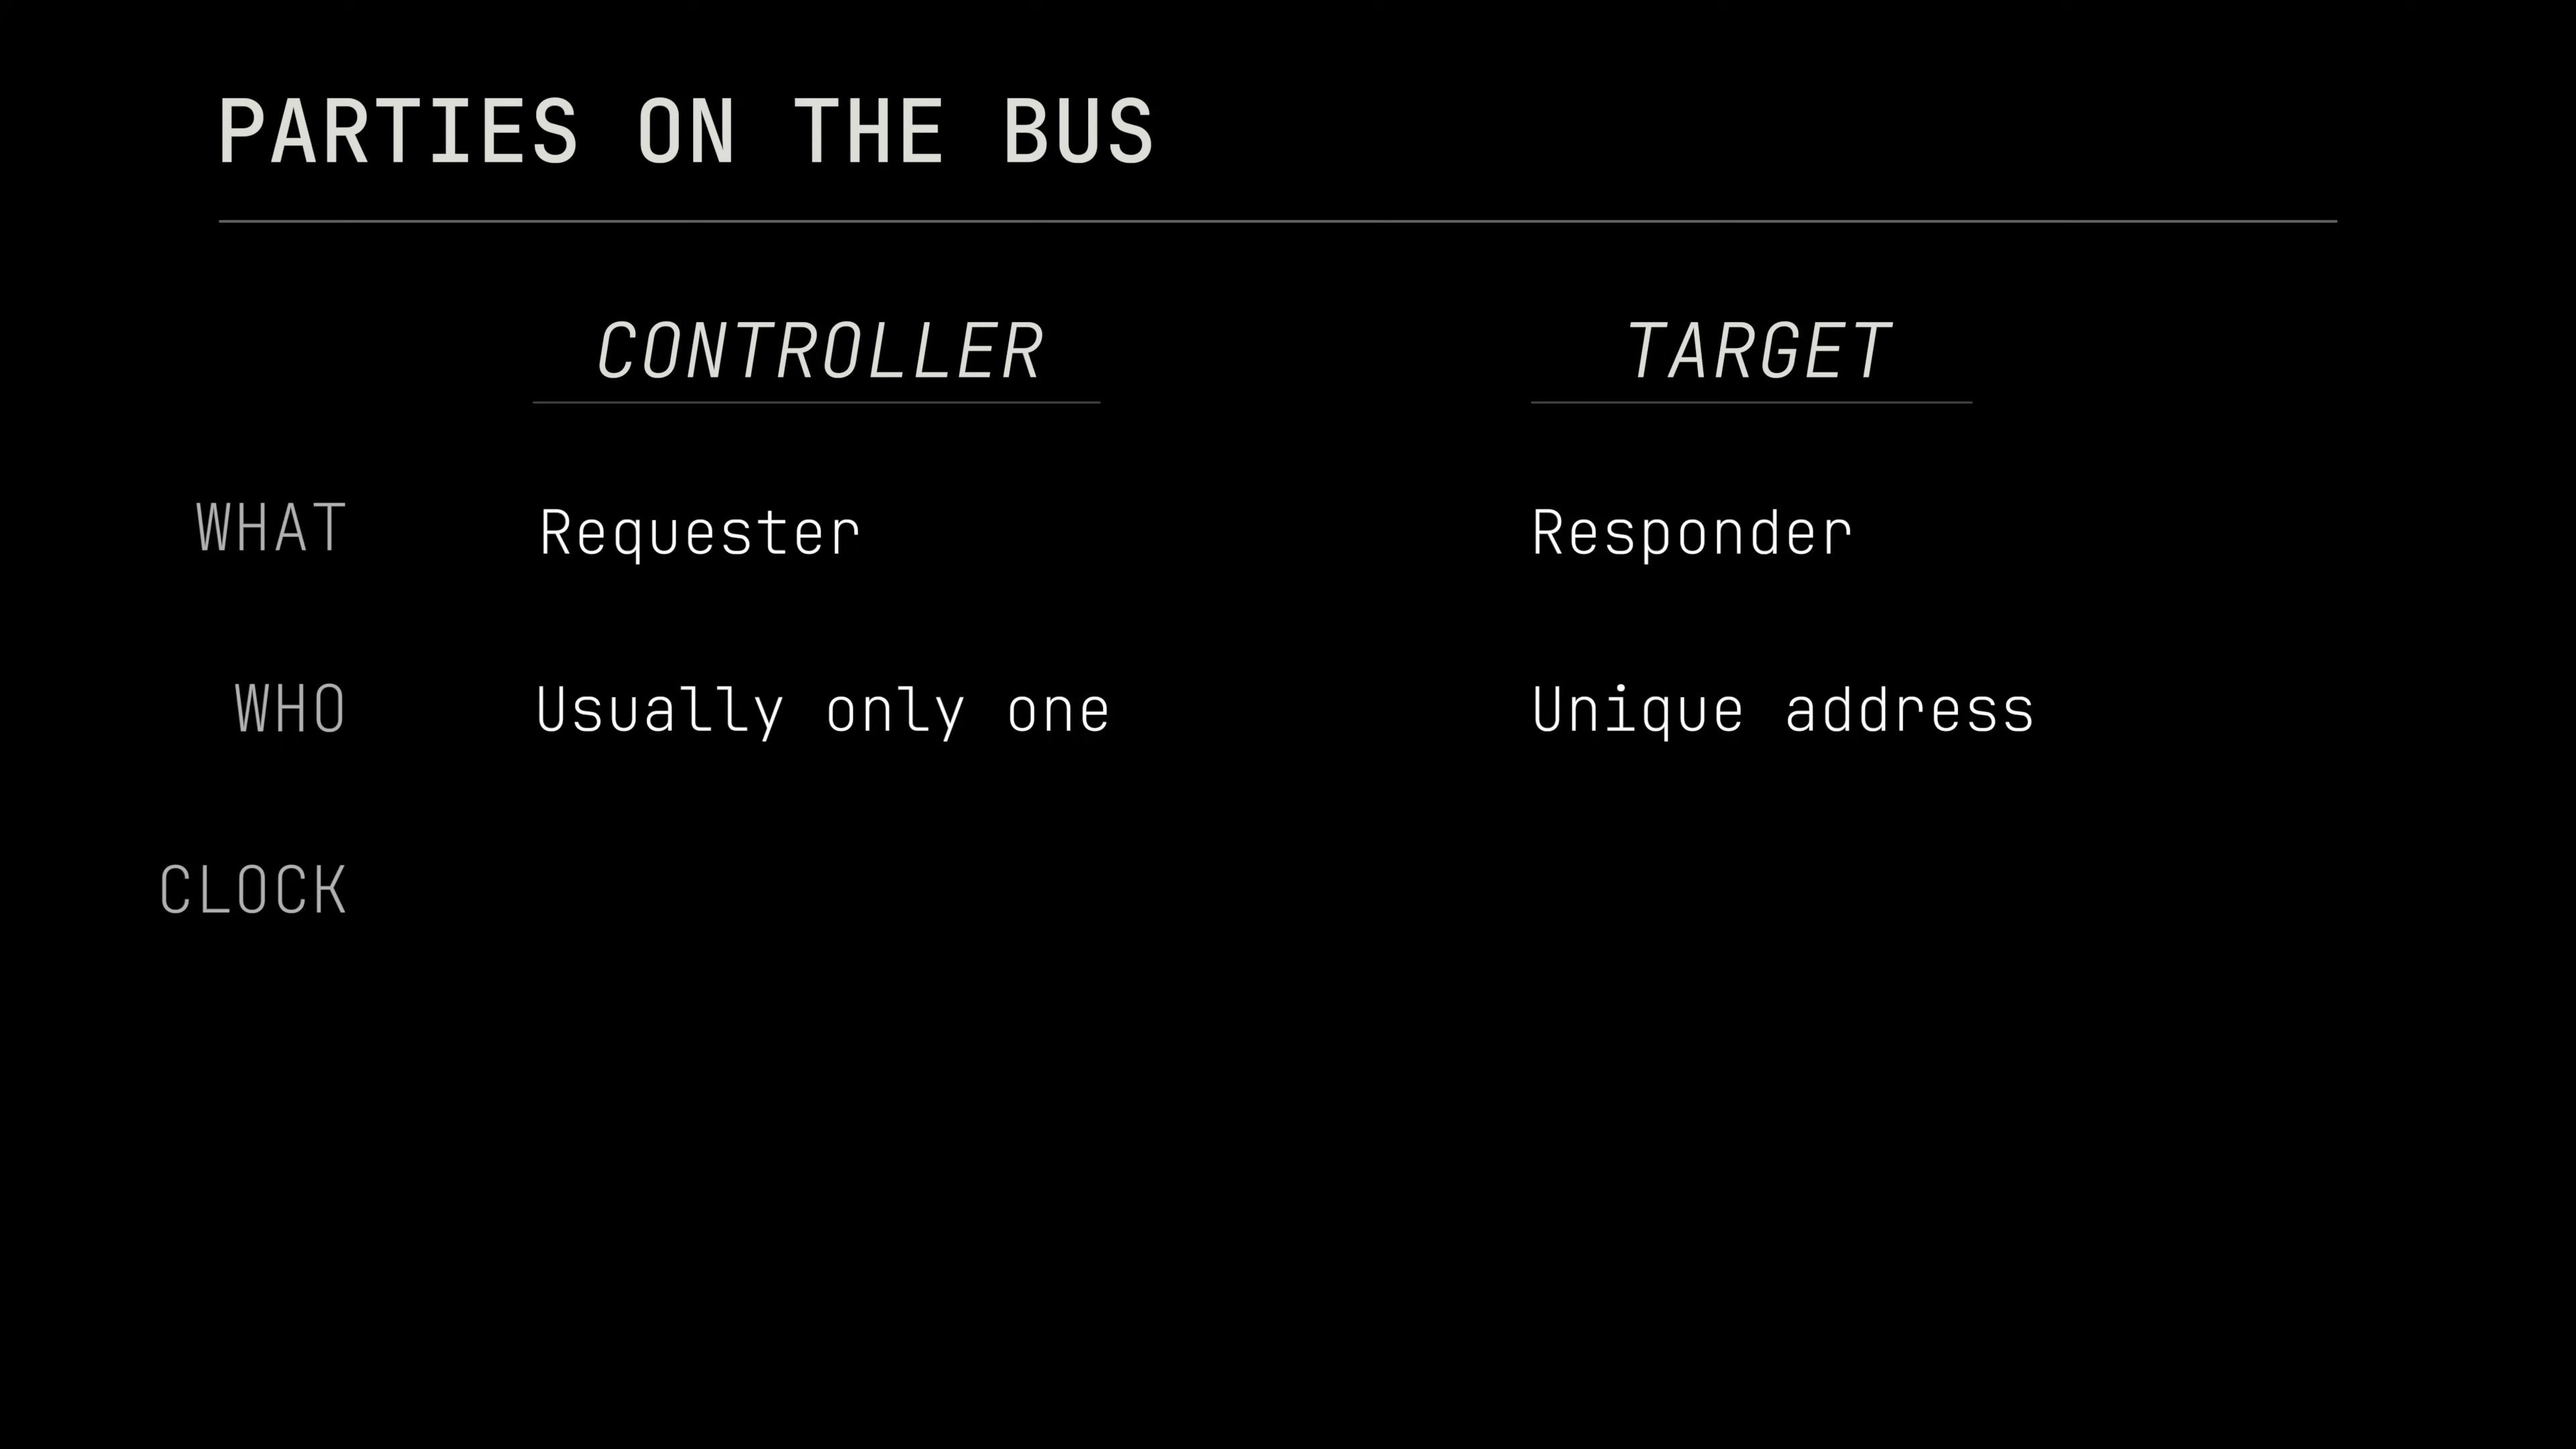 PARTIES ON THE BUS
CONTROLLER TARGET
WHAT Requester Responder
WHO Usually only one Unique address
CLOCK